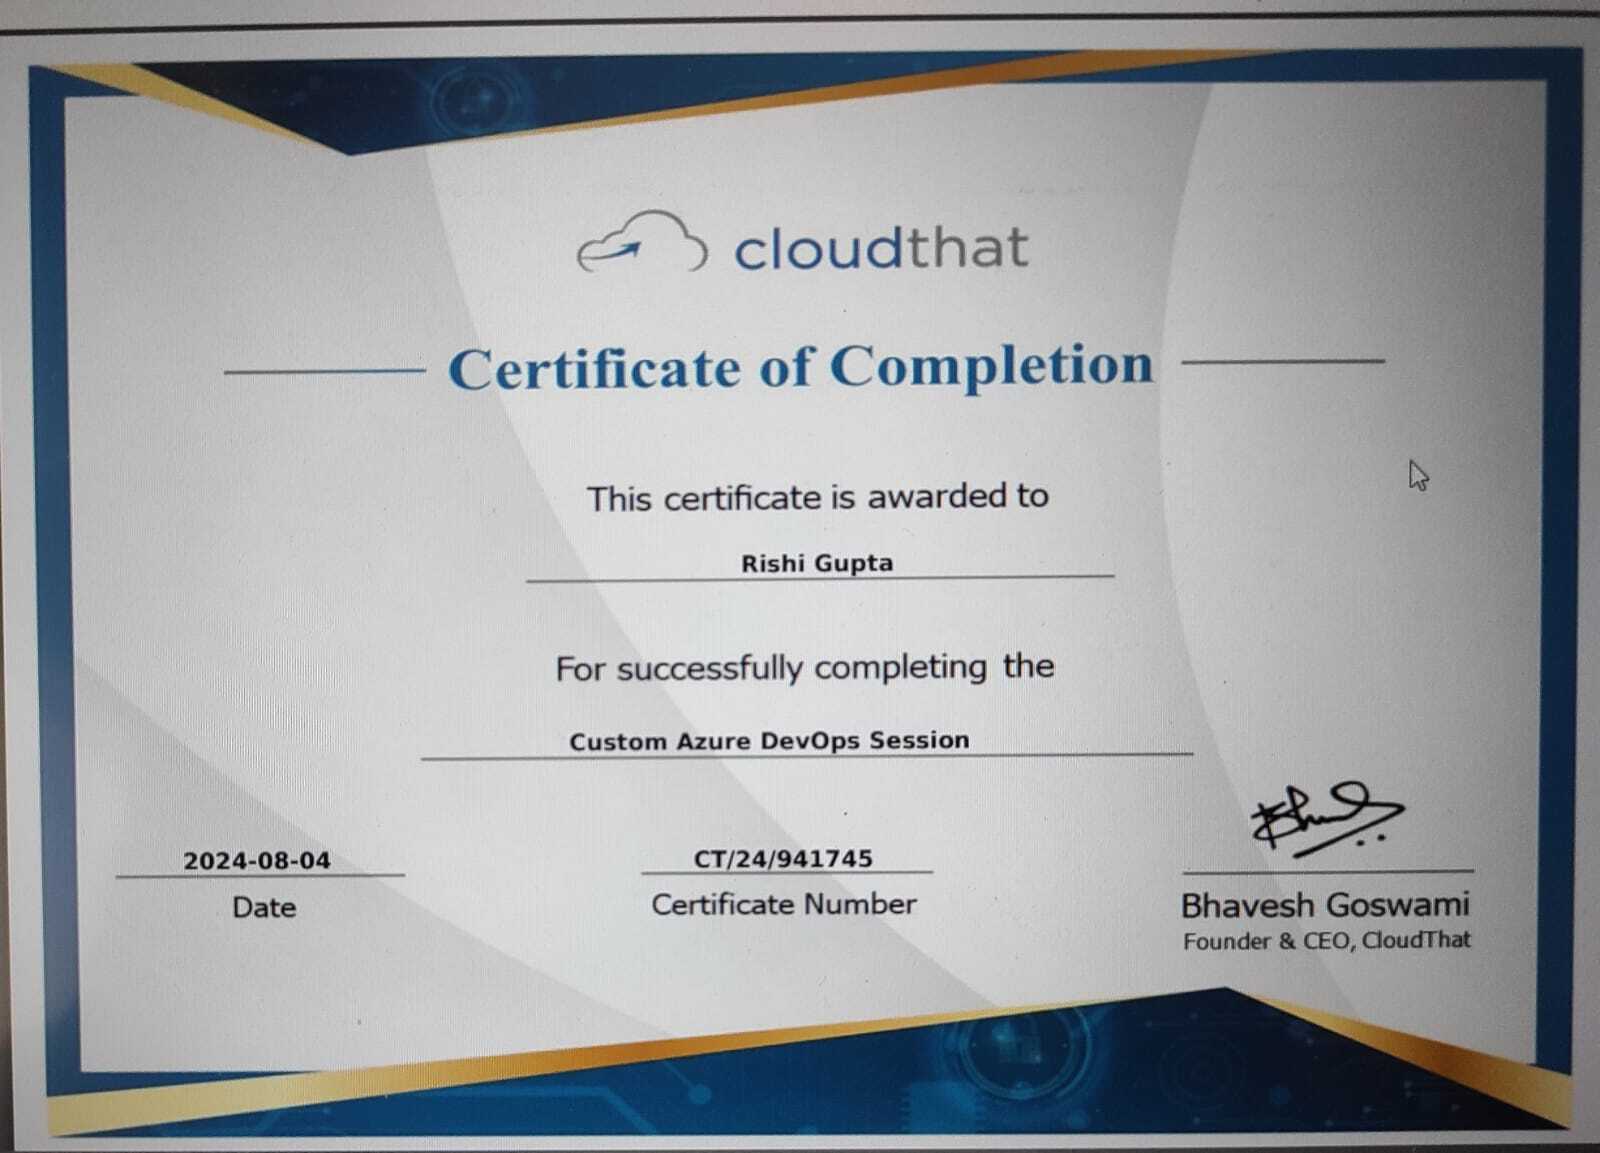 cloudthat
Certificate of Completion
This certificate is awarded to
Rishi Gupta
For successfully completing the
Custom Azure DevOps Session
2024-08-04
Date
CT/24/941745
Certificate Number
Bhavesh Goswami
Founder & CEO, CloudThat